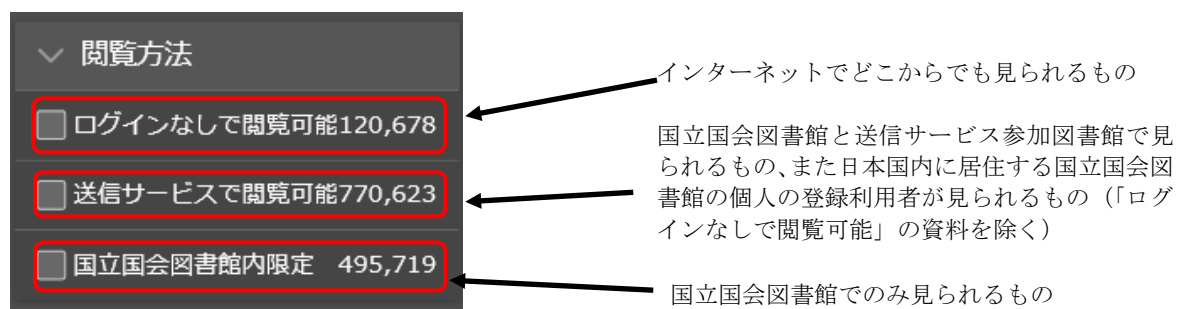 閲覧方法
ログインなしで閲覧可能120,678
送信サービスで閲覧可能770,623
国立国会図書館内限定 495,719
インターネットでどこからでも見られるもの
国立国会図書館と送信サービス参加図書館で見
られるもの、また日本国内に居住する国立国会図
書館の個人の登録利用者が見られるもの（「ログ
インなしで閲覧可能」の資料を除く）
国立国会図書館でのみ見られるもの